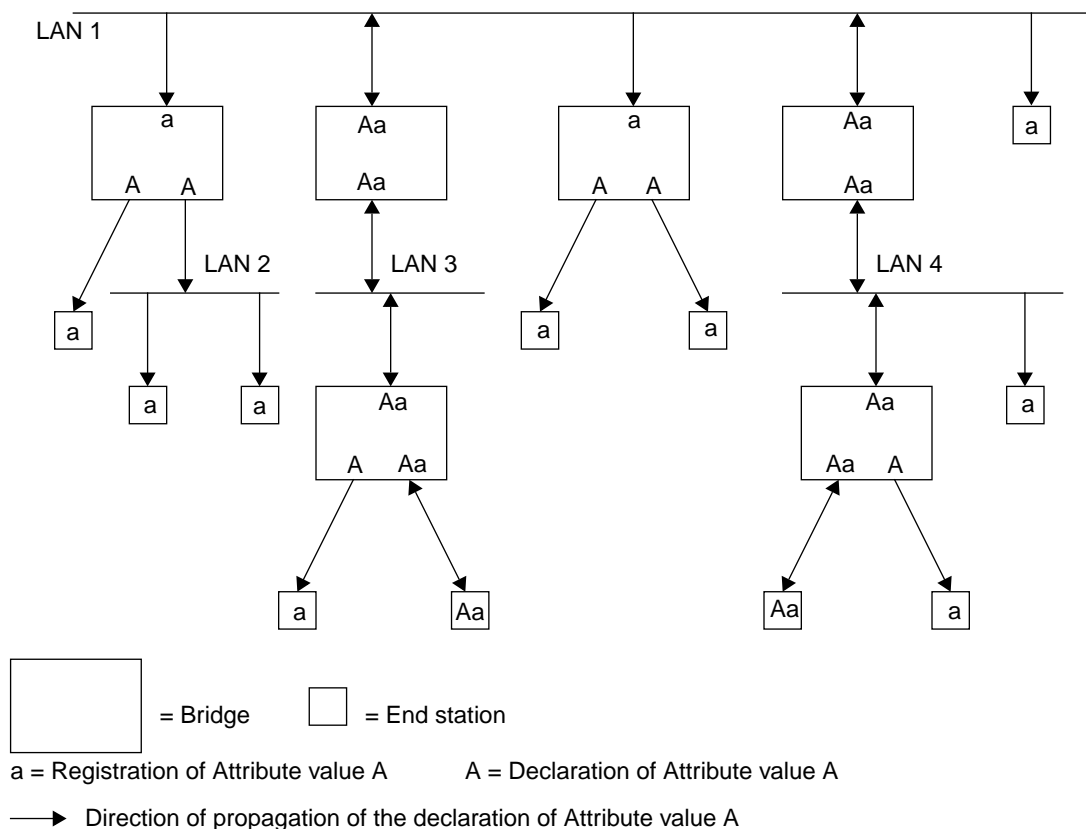 LAN 1
a Aa a Aa a
A A Aa A A Aa
LAN 2 LAN 3 LAN 4
a a a
a a Aa Aa a
A Aa Aa A
a Aa Aa a
= Bridge = End station
a = Registration of Attribute value A A = Declaration of Attribute value A
Direction of propagation of the declaration of Attribute value A